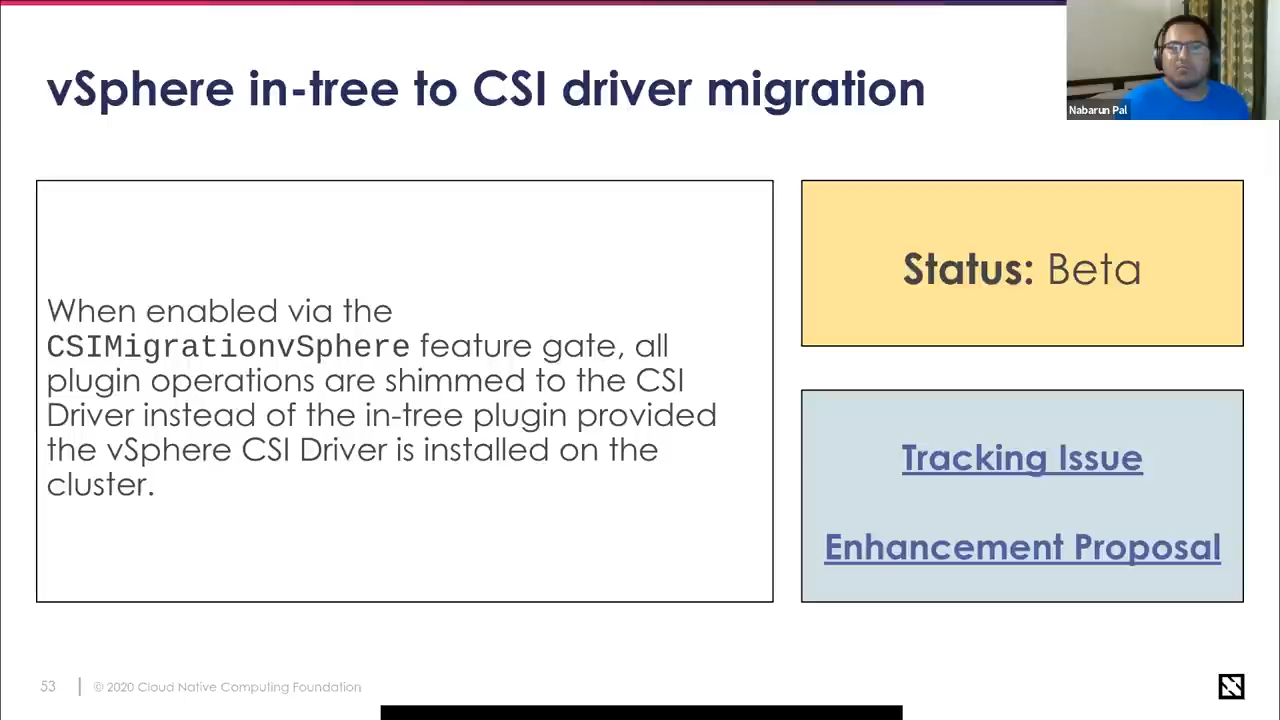 vSphere in-tree to CSI driver migration
Nabarun Pal
When enabled via the
CSIMigrationvSphere feature gate, all
plugin operations are shimmed to the CSI
Driver instead of the in-tree plugin provided
the vSphere CSI Driver is installed on the
cluster.
Status: Beta
Tracking Issue
Enhancement Proposal
53
© 2020 Cloud Native Computing Foundation